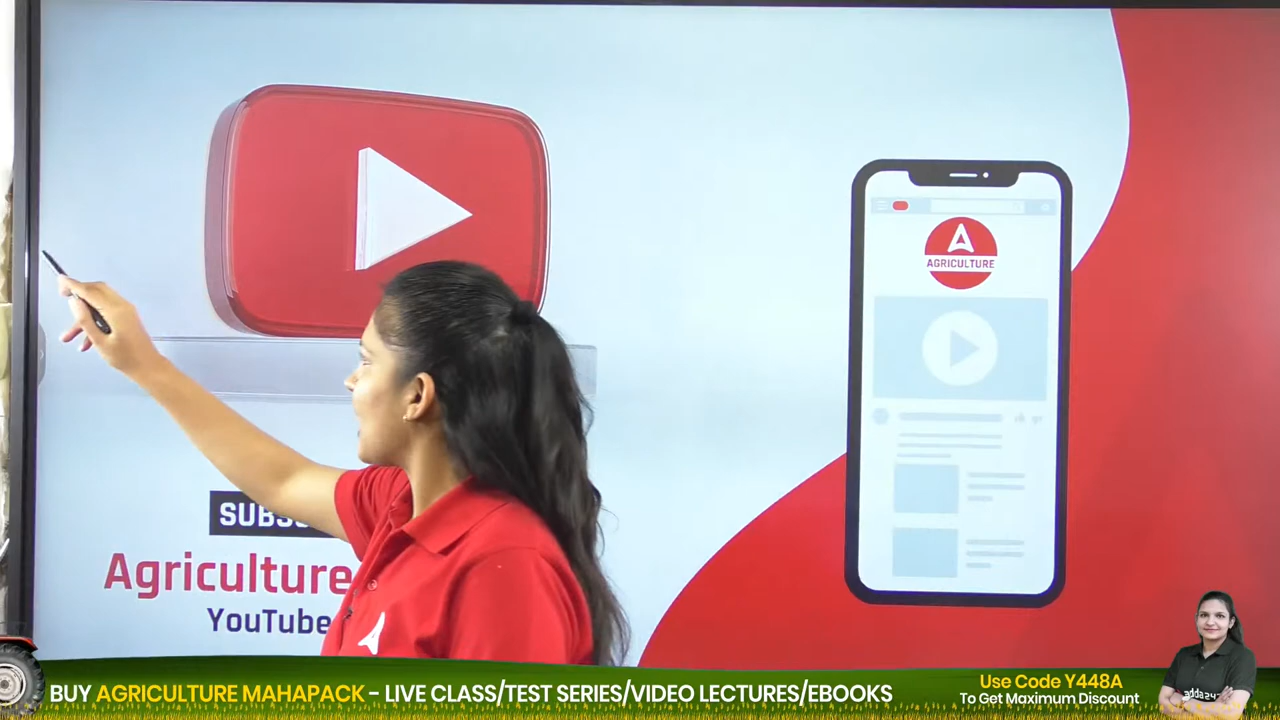 AGRICULTURE
SUBS
Agriculture
YouTube
BUY AGRICULTURE MAHAPACK - LIVE CLASS/TEST SERIES/VIDEO LECTURES/EBOOKS
Use Code Y448A
To Get Maximum Discount
adda247